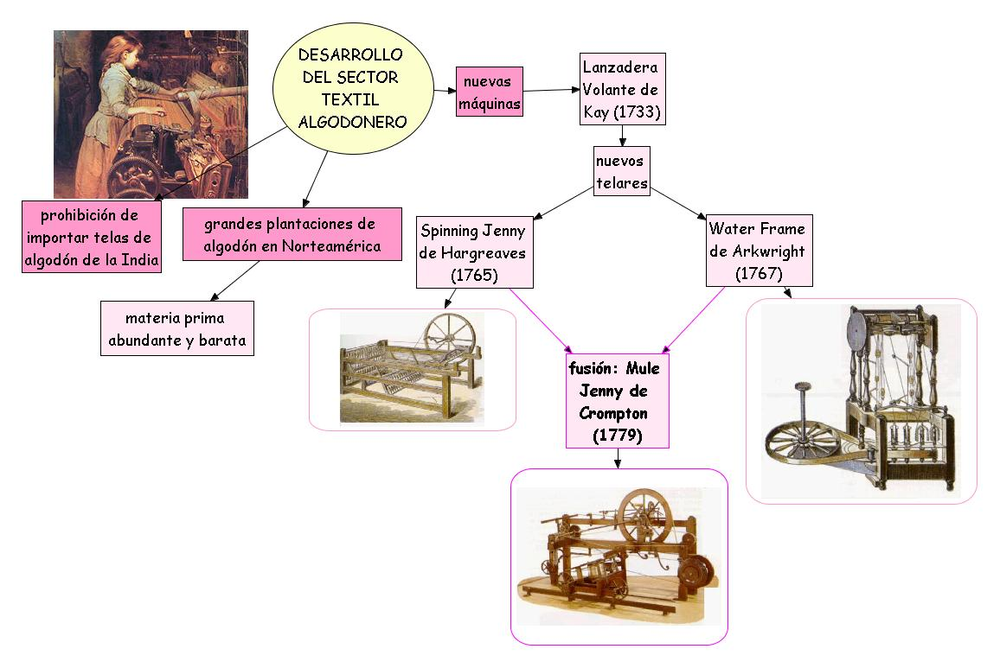 DESARROLLO
DEL SECTOR
TEXTIL
ALGODONERO
nuevas
máquinas
Lanzadera
Volante de
Kay (1733)
nuevos
telares
prohibición de
importar telas de
algodón de la India
grandes plantaciones de
algodón en Norteamérica
materia prima
abundante y barata
Spinning Jenny
de Hargreaves
(1765)
Water Frame
de Arkwright
(1767)
fusión: Mule
Jenny de
Crompton
(1779)